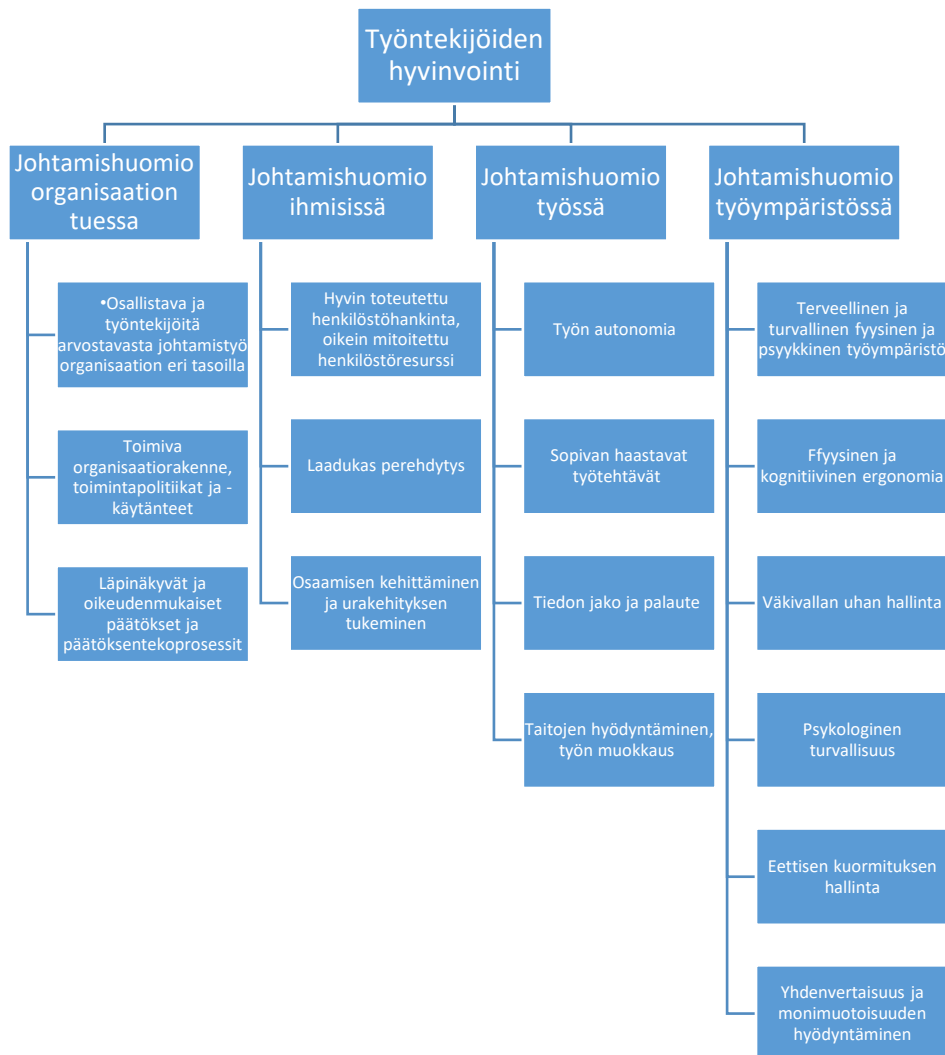 Työntekijöiden
hyvinvointi
Johtamishuomio
organisaation
tuessa
Johtamishuomio
ihmisissä
Johtamishuomio
työssä
Johtamishuomio
työympäristössä
•Osallistava ja
työntekijöitä
arvostavasta johtamistyö
organisaation eri tasoilla
Toimiva
organisaatiorakenne,
toimintapolitiikat ja -
käytänteet
Läpinäkyvät ja
oikeudenmukaiset
päätökset ja
päätöksentekoprosessit
Hyvin toteutettu
henkilöstöhankinta,
oikein mitoitettu
henkilöstöresurssi
Laadukas perehdytys
Osaamisen kehittäminen
ja urakehityksen
tukeminen
Työn autonomia
Sopivan haastavat
työtehtävät
Tiedon jako ja palaute
Taitojen hyödyntäminen,
työn muokkaus
Terveellinen ja
turvallinen fyysinen ja
psyykkinen työympäristö
Ffyysinen ja
kognitiivinen ergonomia
Väkivallan uhan hallinta
Psykologinen
turvallisuus
Eettisen kuormituksen
hallinta
Yhdenvertaisuus ja
monimuotoisuuden
hyödyntäminen